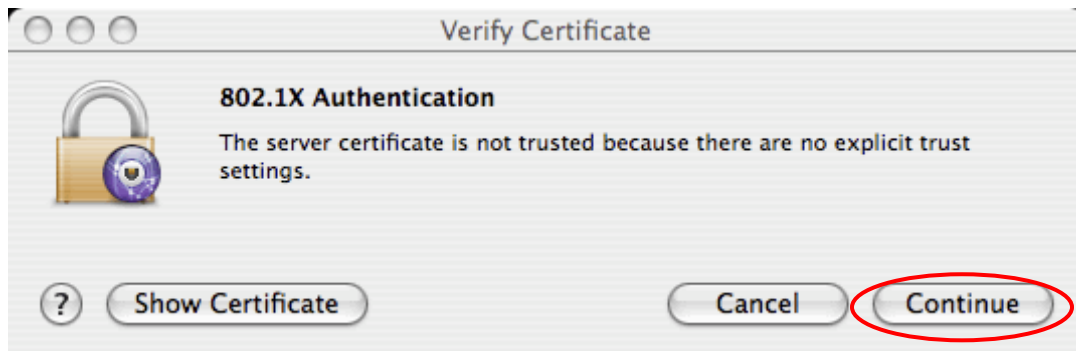 Verify Certificate
802.1X Authentication
The server certificate is not trusted because there are no explicit trust
settings.
?
Show Certificate
Cancel
Continue